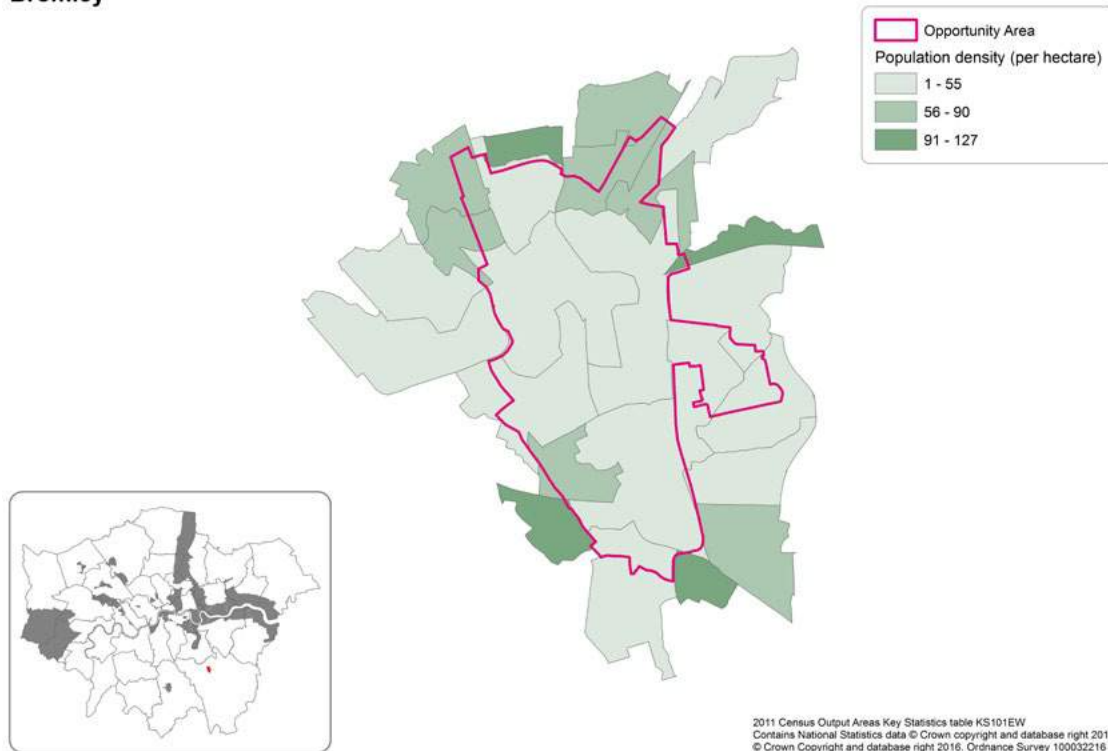 Bromley
Opportunity Area
Population density (per hectare)
1 - 55
56 - 90
91 - 127
2011 Census Output Areas Key Statistics table KS101EW
Contains National Statistics data © Crown copyright and database right 201
© Crown Copyright and database right 2016. Ordnance Survey 100032216